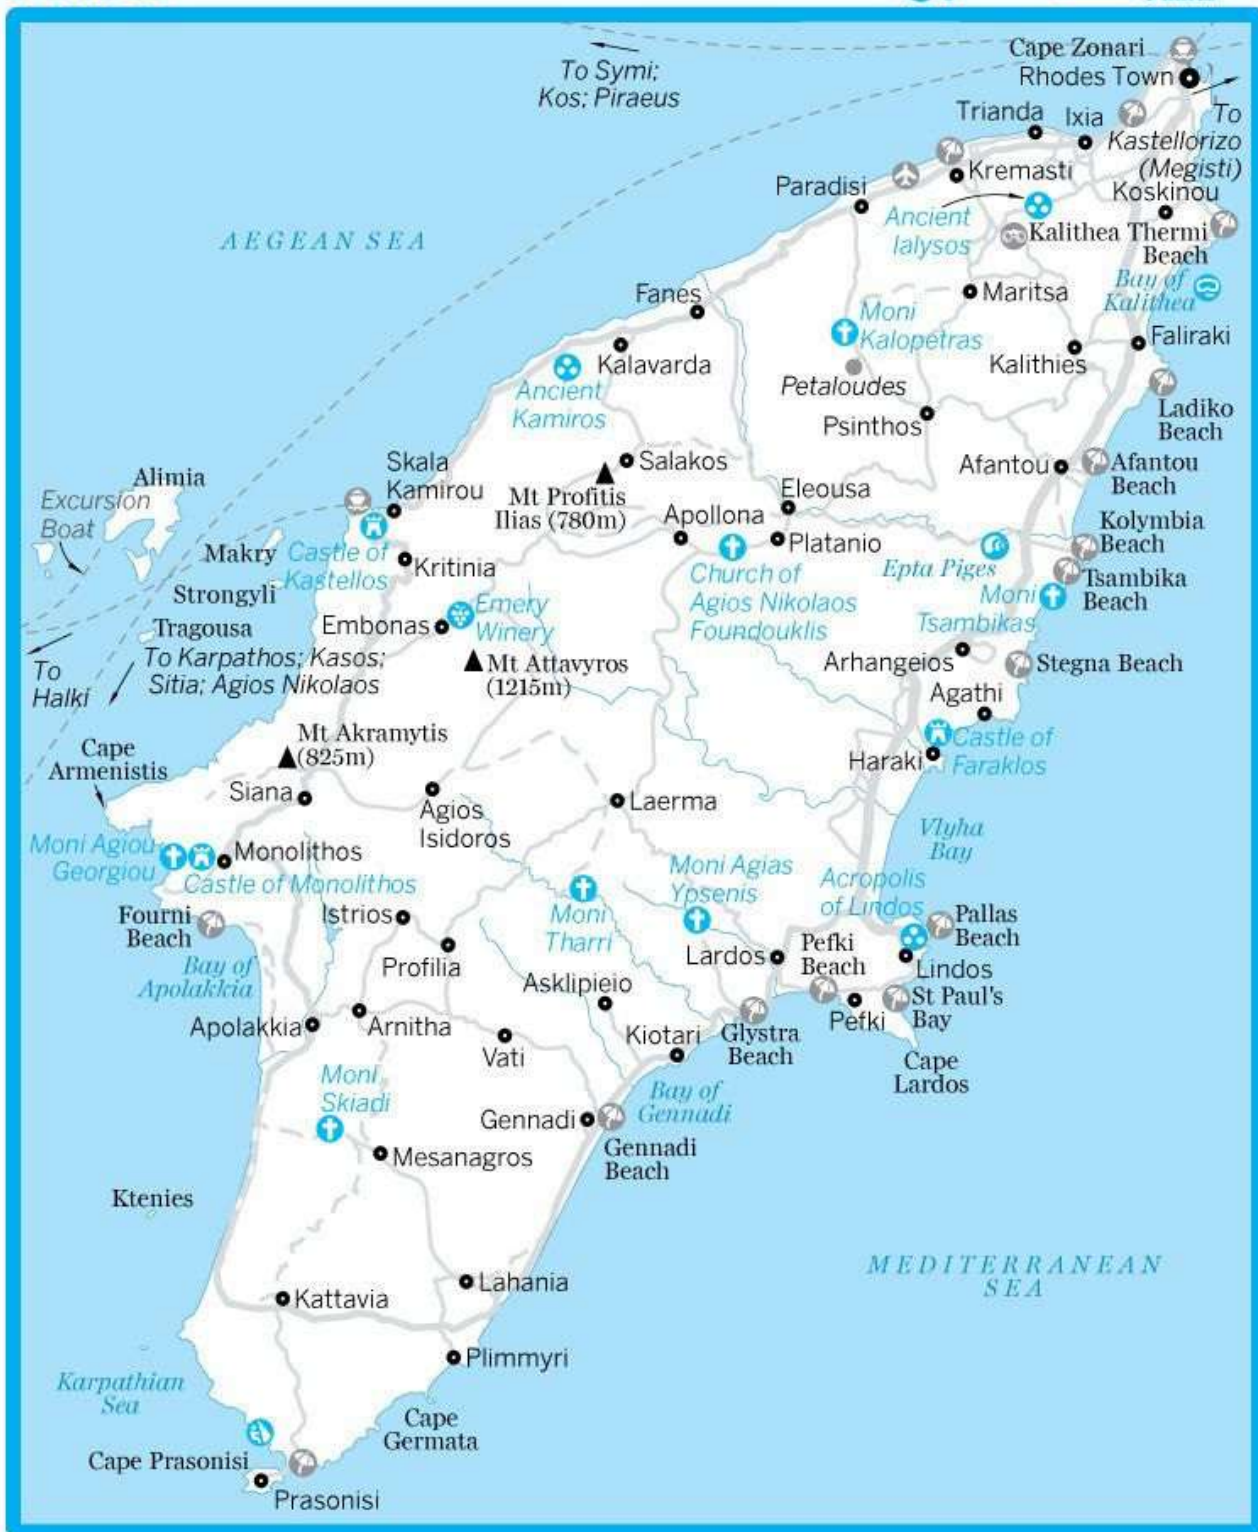 Cape Zonari
Rhodes Town
To Symi;
Kos; Piraeus
To
Kastellorizo
(Megisti)
Trianda
Ixia
Kremasti
Paradisi
Koskinou
Ancient
Ialysos
Kalithea Thermi
Beach
AEGEAN SEA
Bay of
Kalithea
Maritsa
Fanes
Moni
Kalopetras
Faliraki
Kalavarda
Kalithies
Ancient
Kamiros
Petaloudes
Ladiko
Beach
Psinthos
Skala
Kamirou
Salakos
Afantou
Afantou
Beach
Alimia
Excursion
Boat
Mt Profitis
Ilias (780m)
Eleousa
Apollona
Platanio
Kolymbia
Beach
Makry
Castle of
Kastellos
Kritinia
Epta Piges
Tsambika
Beach
Church of
Agios Nikolaos
Foundouklis
Moni
Tsambikas
Strongyli
Emery
Winery
Embonas
Tragousa
To
Halki
To Karpathos; Kasos;
Sitia; Agios Nikolaos
Mt Attavyros
(1215m)
Arhangeios
Stegna Beach
Agathi
Mt Akramytis
(825m)
Cape
Armenistis
Haraki
Castle of
Faraklos
Siana
Agios
Isidoros
Laerma
Vlyha
Bay
Moni Agiou
Georgiou
Monolithos
Castle of Monolithos
Moni Agias
Ypsenis
Acropolis
of Lindos
Fourni
Beach
Istrios
Moni
Tharri
Pallas
Beach
Profilia
Lardos
Pefki
Beach
Lindos
Bay of
Apolakkia
Asklipieio
St Paul's
Bay
Apolakkia
Arnitha
Vati
Kiotari
Glystra
Beach
Pefki
Cape
Lardos
Moni
Skiadi
Bay of
Gennadi
Gennadi
Gennadi
Beach
Mesanagros
Ktenies
MEDITERRANEAN
SEA
Lahania
Kattavia
Plimmyri
Karpathian
Sea
Cape
Germata
Cape Prasonisi
Prasonisi